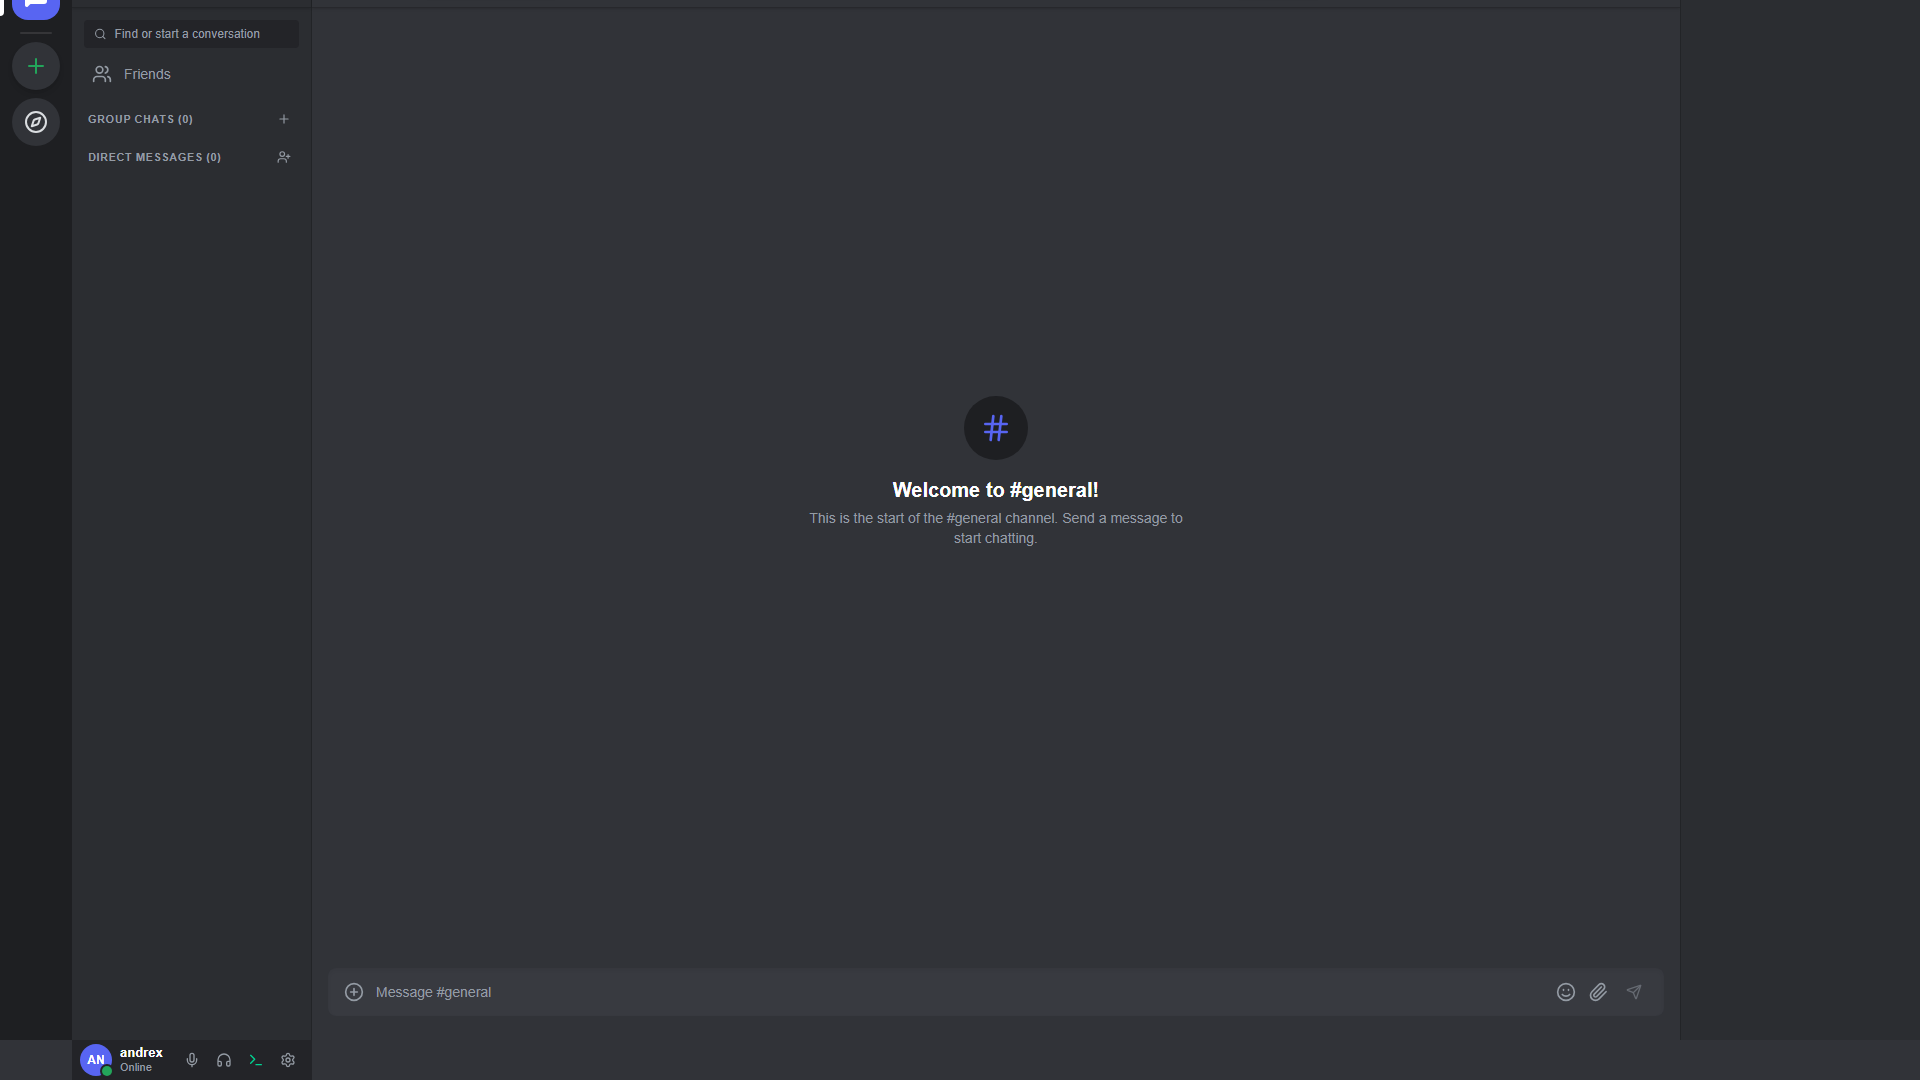 Find or start a conversation
Friends
GROUP CHATS (0)
DIRECT MESSAGES (0)
Welcome to #general!
This is the start of the #general channel. Send a message to
start chatting.
Message #general
AN
andrex
Online